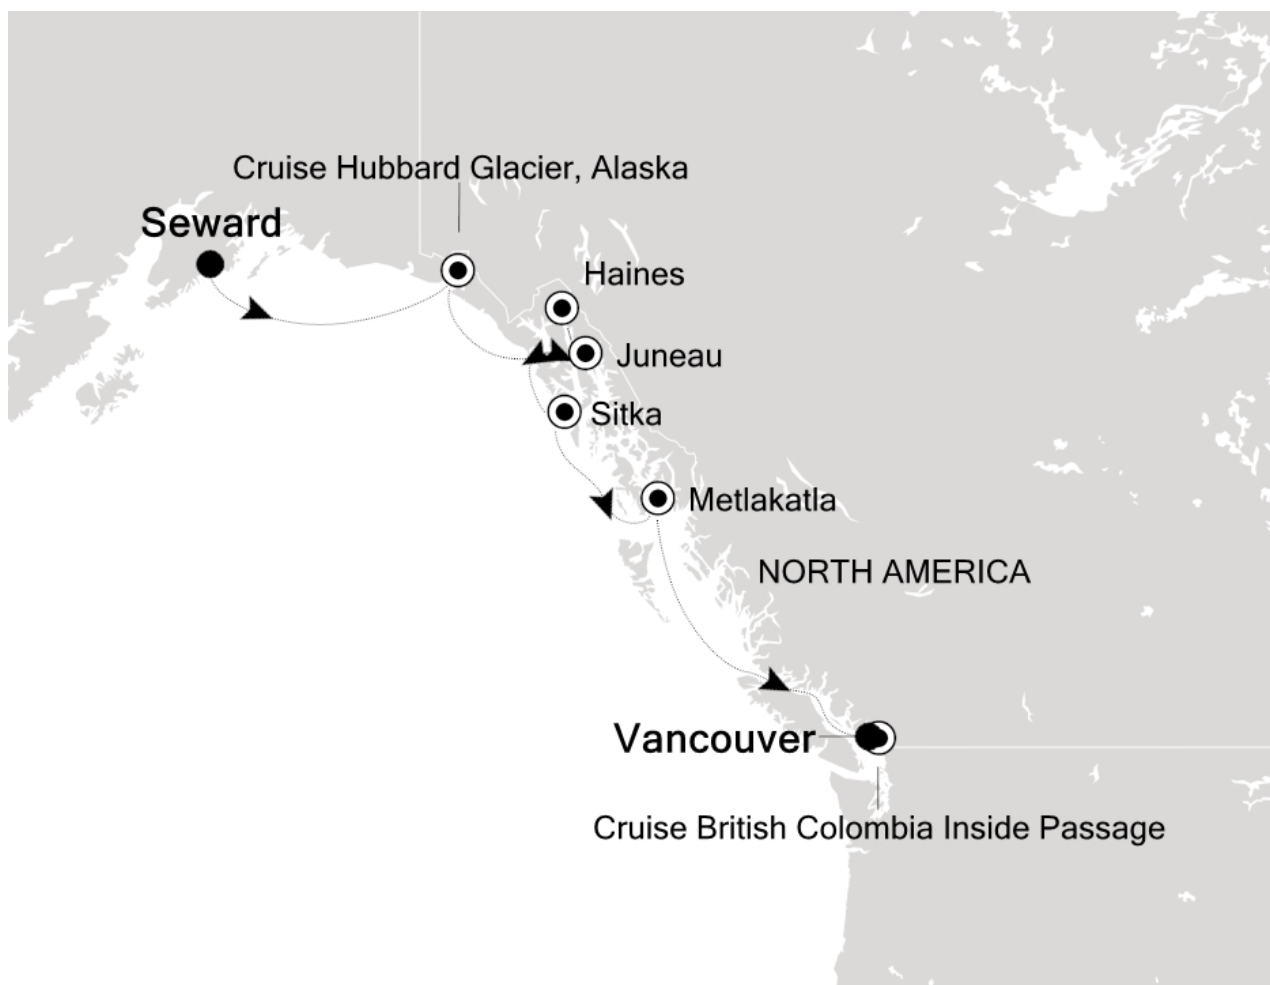 Cruise Hubbard Glacier, Alaska
Seward
Haines
Juneau
Sitka
Metlakatla
NORTH AMERICA
Vancouver
Cruise British Colombia Inside Passage